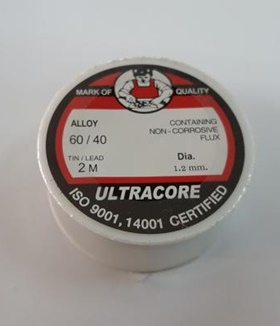 MARK OF QUALITY
ALLOY
60 / 40
TIN / LEAD
2 M
CONTAINING
NON - CORROSIVE
FLUX
Dia.
1.2 mm.
ULTRACORE
ISO 9001, 14001 CERTIFIED